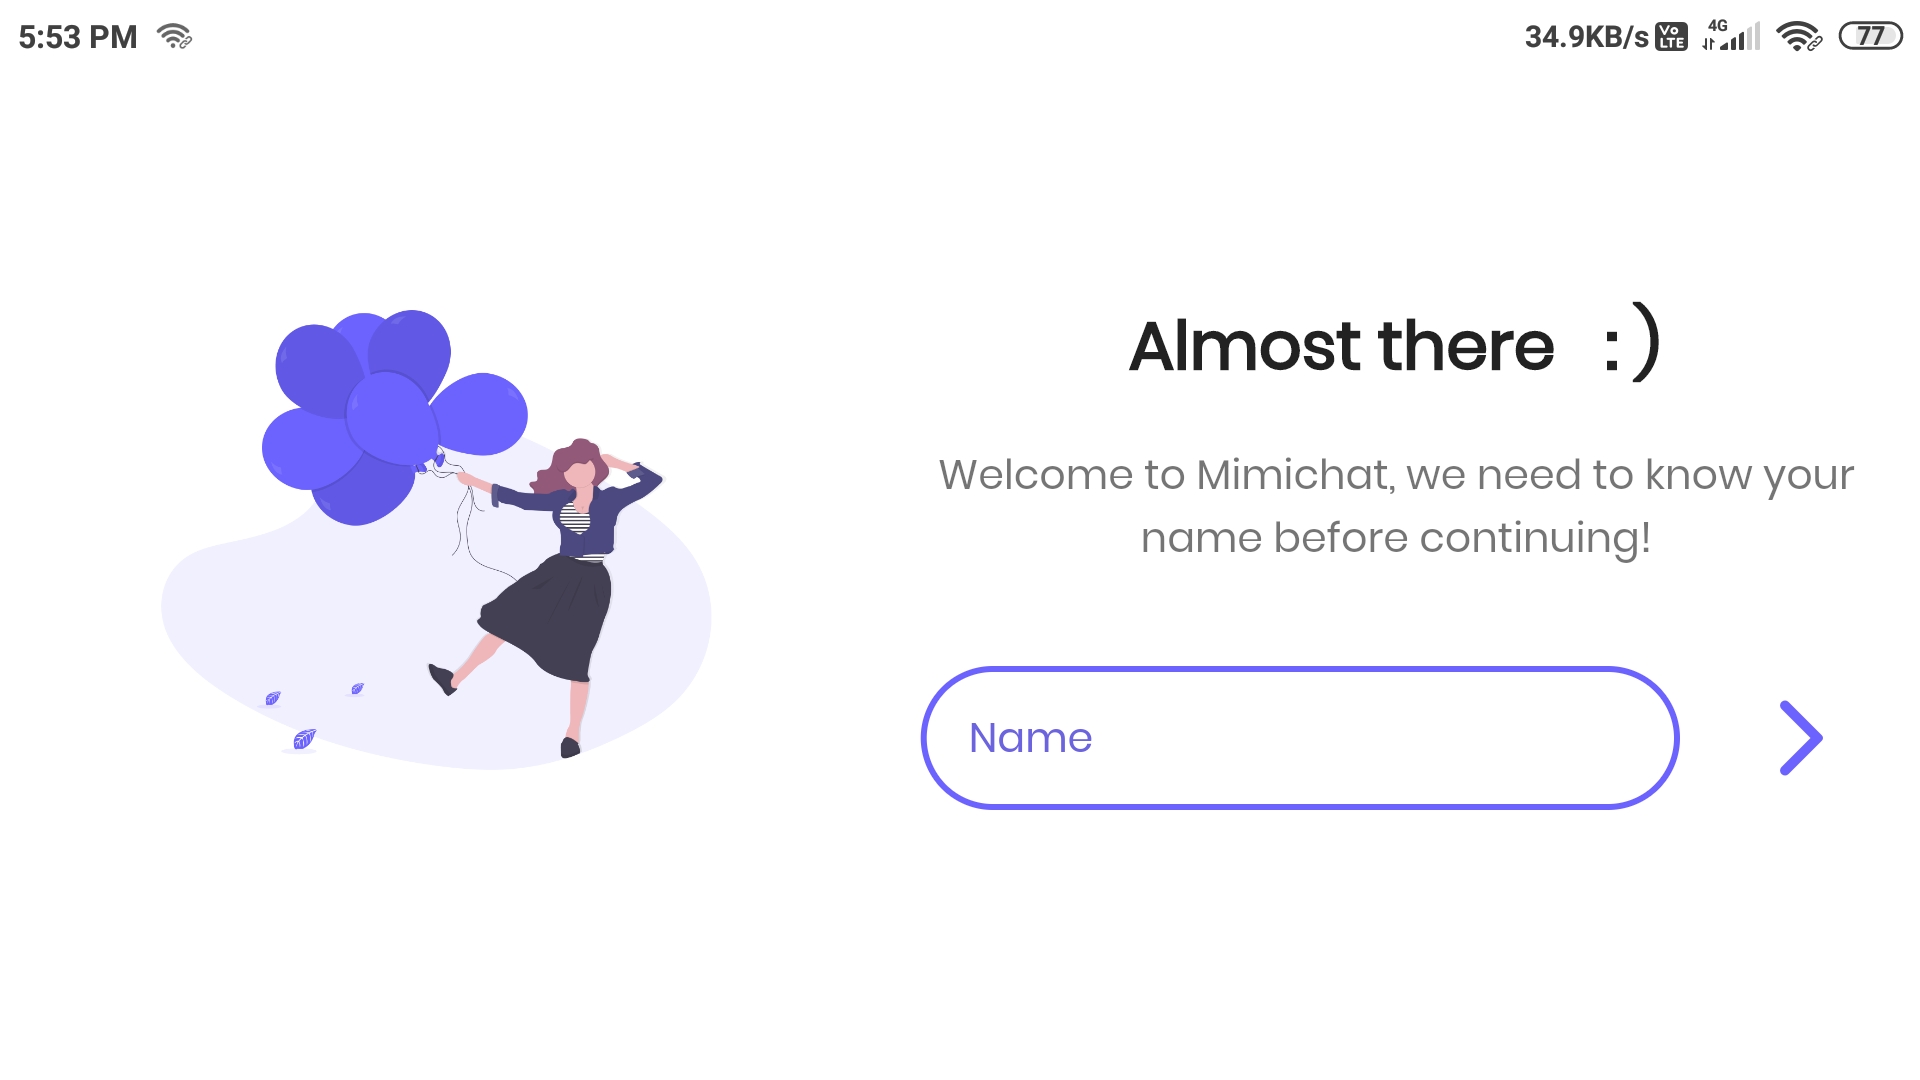 5:53 PM
34.9KB/s Vo LTE 4G 77
Almost there :)
Welcome to Mimichat, we need to know your
name before continuing!
Name